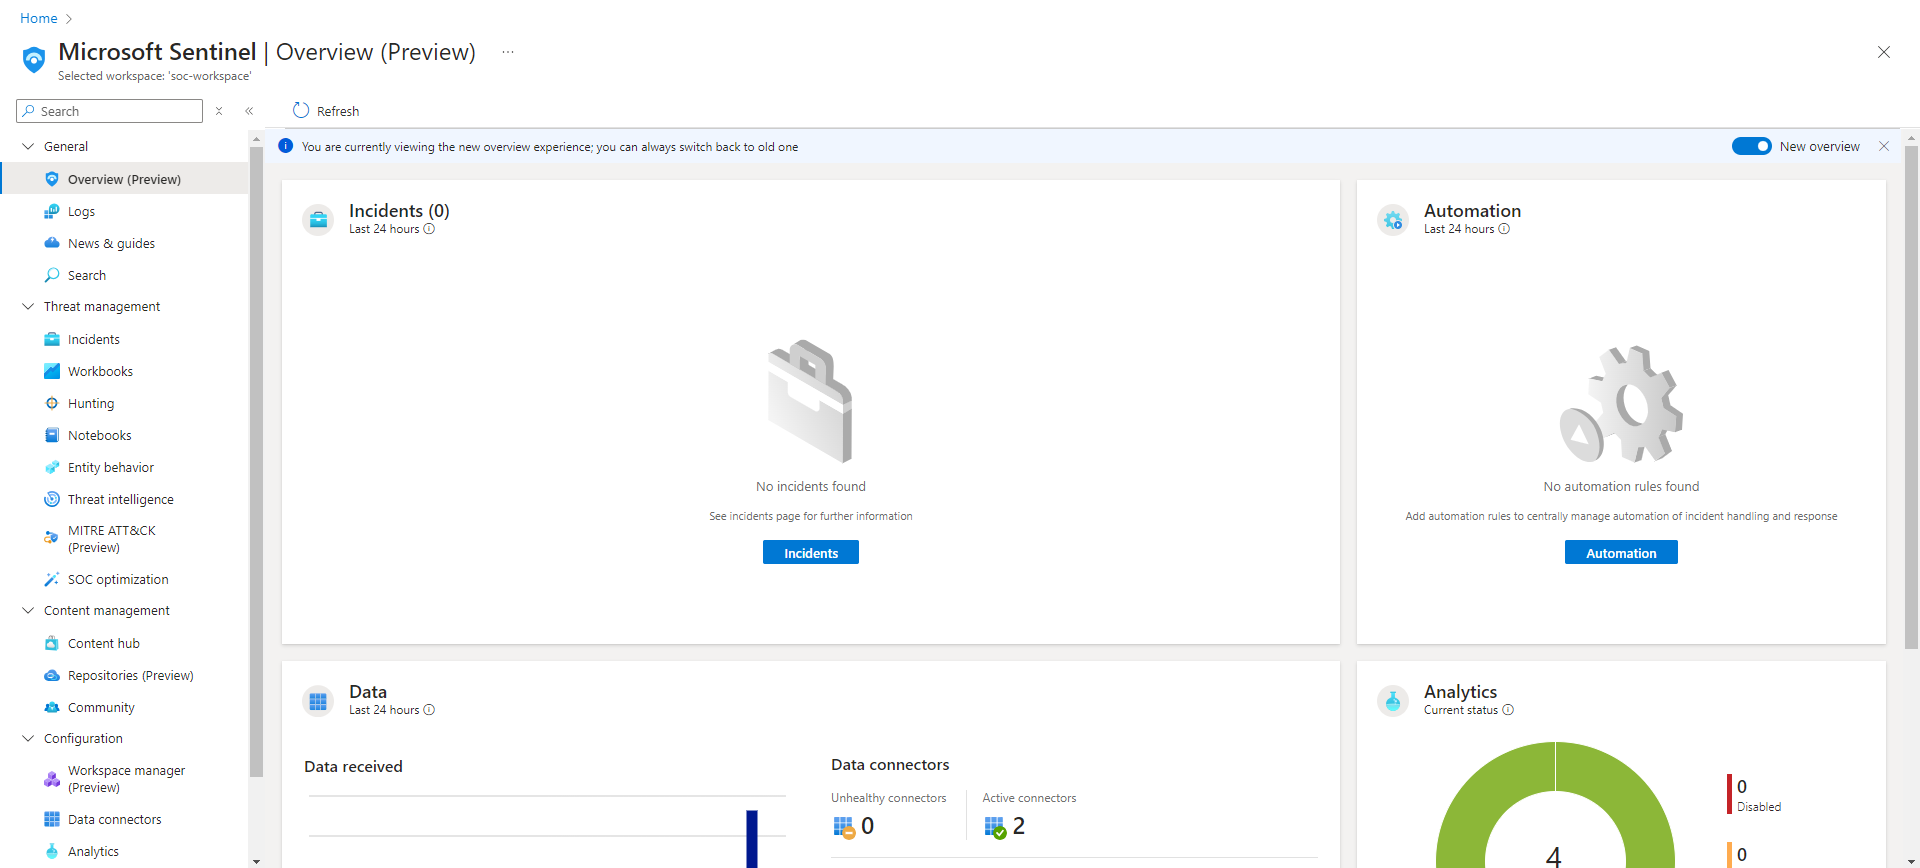 Home
Microsoft Sentinel | Overview (Preview)
Selected workspace: 'soc-workspace'
Search
Refresh
General
Overview (Preview)
Logs
News & guides
Search
Threat management
Incidents
Workbooks
Hunting
Notebooks
Entity behavior
Threat intelligence
MITRE ATT&CK
(Preview)
SOC optimization
Content management
Content hub
Repositories (Preview)
Community
Configuration
Workspace manager
(Preview)
Data connectors
Analytics
You are currently viewing the new overview experience; you can always switch back to old one
New overview
Incidents (0)
Last 24 hours
No incidents found
See incidents page for further information
Incidents
Automation
Last 24 hours
No automation rules found
Add automation rules to centrally manage automation of incident handling and response
Automation
Data
Last 24 hours
Data received
Data connectors
Unhealthy connectors
0
Active connectors
2
Analytics
Current status
4
0
Disabled
0